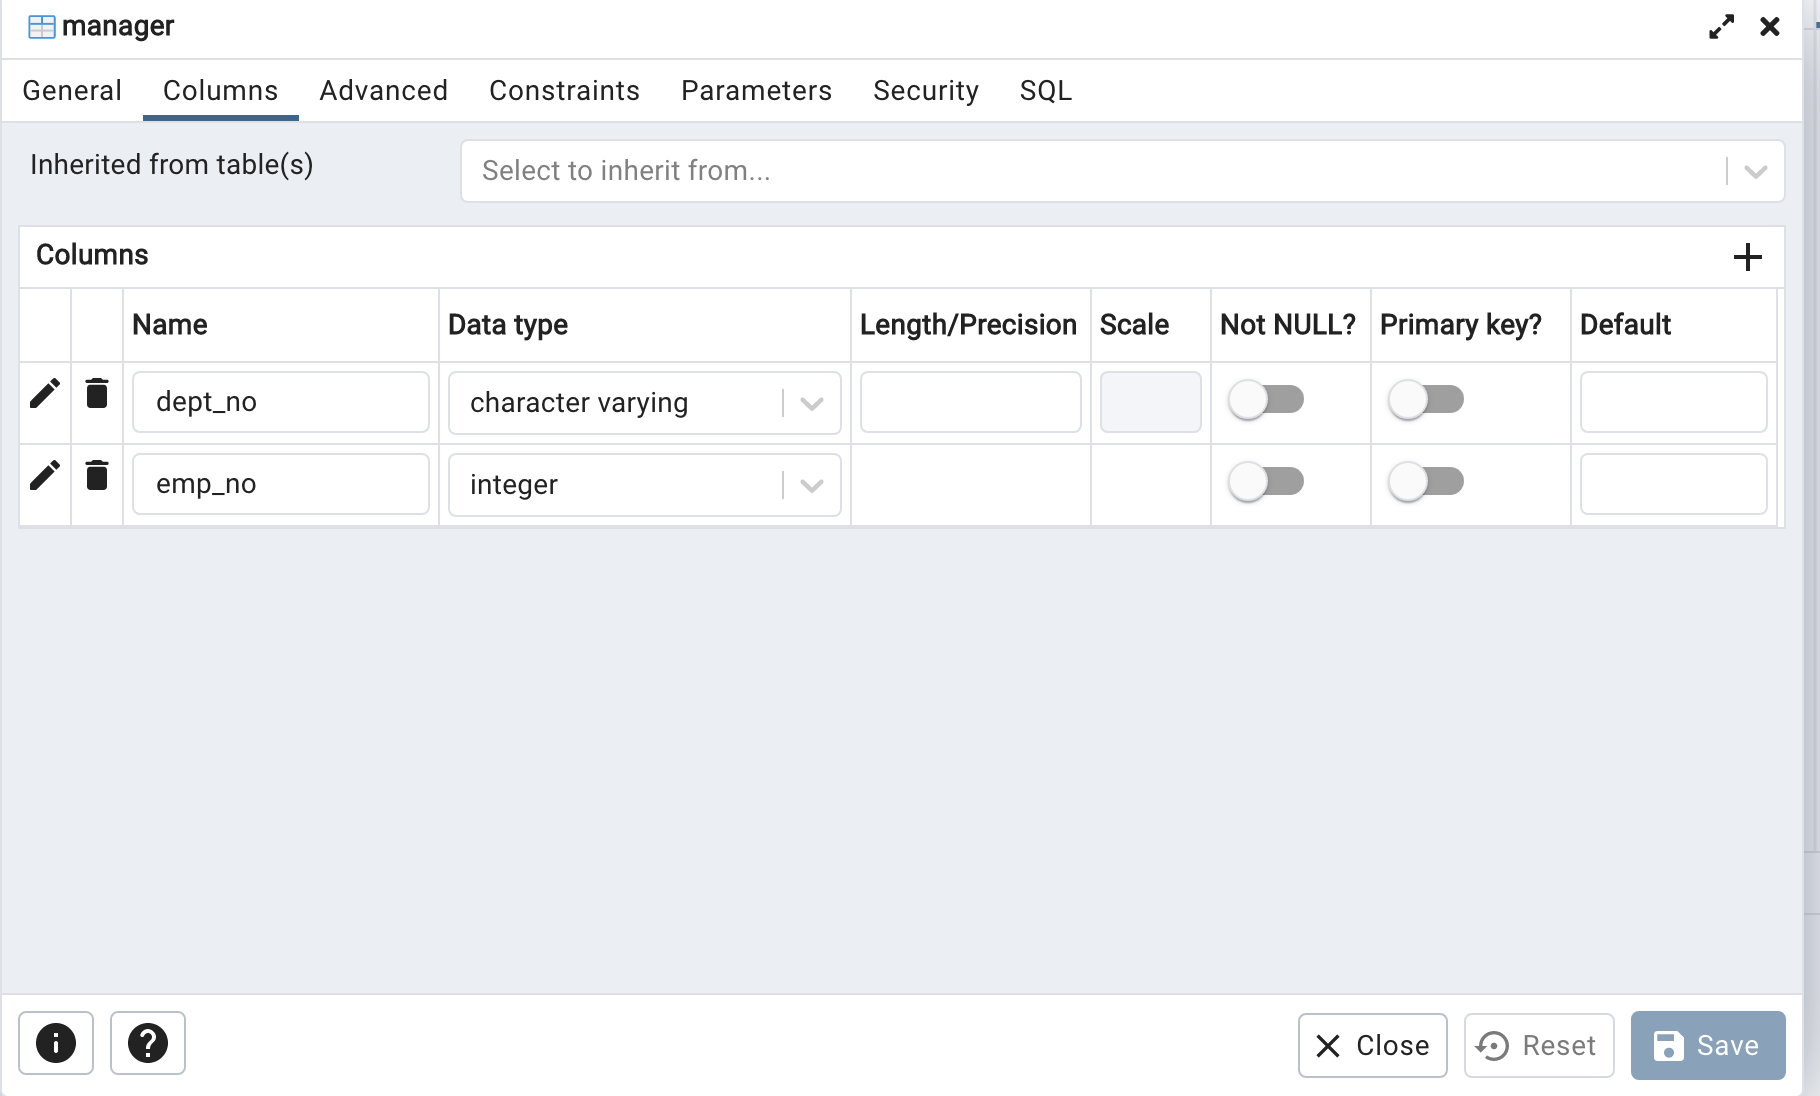 manager
General Columns Advanced Constraints Parameters Security SQL
Inherited from table(s) Select to inherit from...
Columns
Name Data type Length/Precision Scale Not NULL? Primary key? Default
dept_no character varying
emp_no integer
Close Reset Save